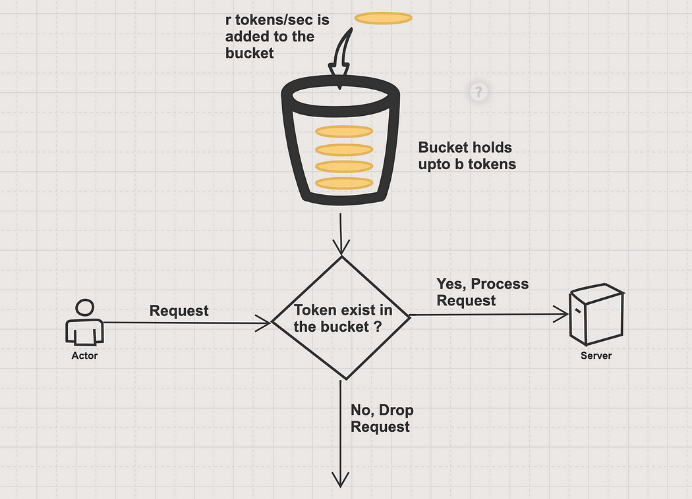 r tokens/sec is
added to the
bucket
?
Bucket holds
upto b tokens
Yes, Process
Request
Request
Token exist in
the bucket ?
Actor
Server
No, Drop
Request